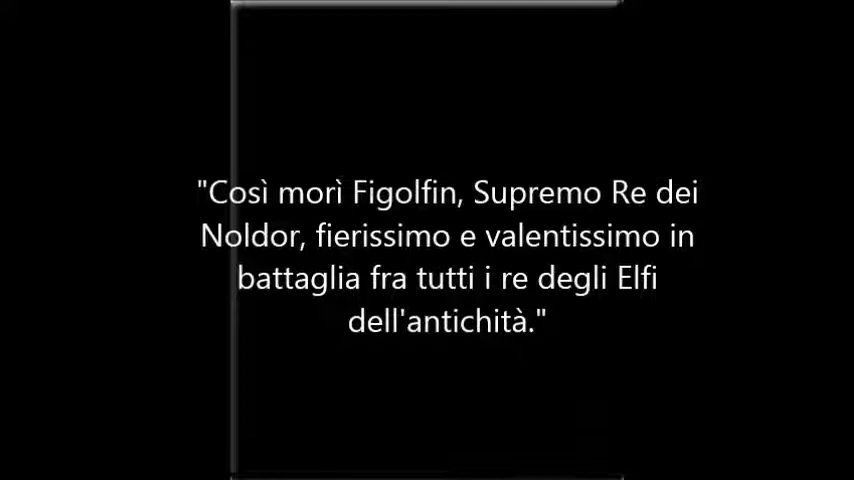 "Così morì Figolfin, Supremo Re dei
Noldor, fierissimo e valentissimo in
battaglia fra tutti i re degli Elfi
dell'antichità."